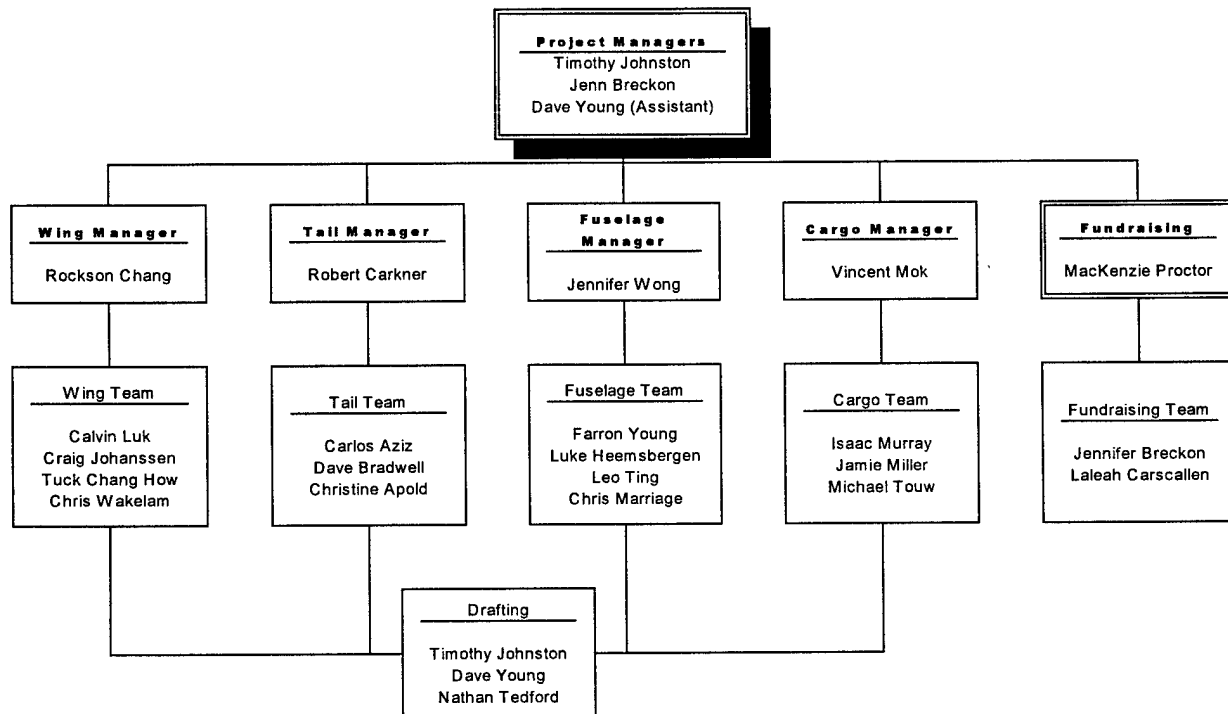 Project Managers
Timothy Johnston
Jenn Breckon
Dave Young (Assistant)
Wing Manager
Rockson Chang
Tail Manager
Robert Carkner
Fuselage
Manager
Jennifer Wong
Cargo Manager
Vincent Mok
Fundraising
MacKenzie Proctor
Wing Team
Calvin Luk
Craig Johanssen
Tuck Chang How
Chris Wakelam
Tail Team
Carlos Aziz
Dave Bradwell
Christine Apold
Fuselage Team
Farron Young
Luke Heemsbergen
Leo Ting
Chris Marriage
Cargo Team
Isaac Murray
Jamie Miller
Michael Touw
Fundraising Team
Jennifer Breckon
Laleah Carscallen
Drafting
Timothy Johnston
Dave Young
Nathan Tedford